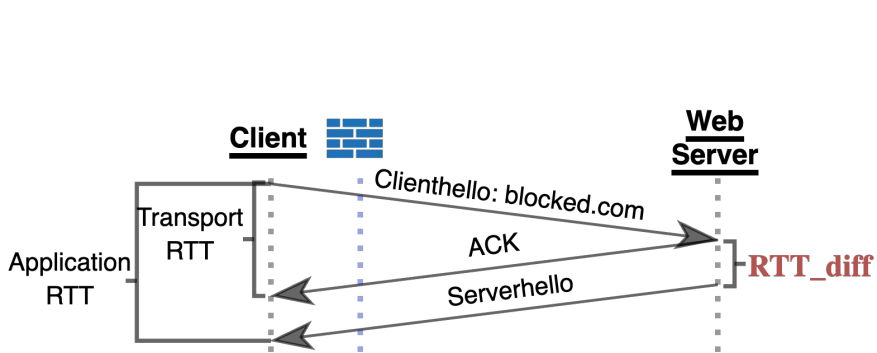 Web
Server
Client
Clienthello: blocked.com
Transport
RTT
ACK
Application
RTT
RTT_diff
Serverhello